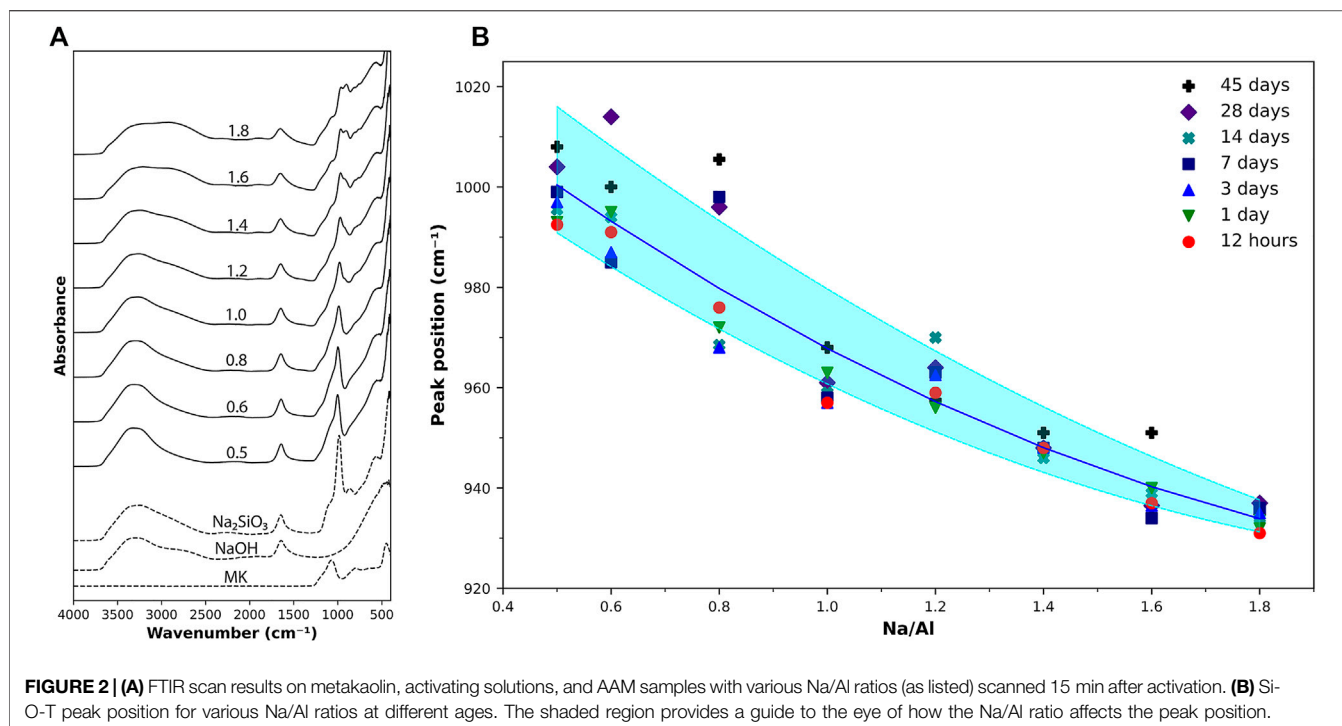 A
1.8
1.6
1.4
1.2
1.0
0.8
0.6
0.5
Na₂SiO₃
NaOH
MK
Absorbance
4000 3500 3000 2500 2000 1500 1000 500
Wavenumber (cm⁻¹)
B
1020
1000
980
960
940
920
Peak position (cm⁻¹)
45 days
28 days
14 days
7 days
3 days
1 day
12 hours
0.4 0.6 0.8 1.0 1.2 1.4 1.6 1.8
Na/Al
FIGURE 2 | (A) FTIR scan results on metakaolin, activating solutions, and AAM samples with various Na/Al ratios (as listed) scanned 15 min after activation. (B) Si-
O-T peak position for various Na/Al ratios at different ages. The shaded region provides a guide to the eye of how the Na/Al ratio affects the peak position.